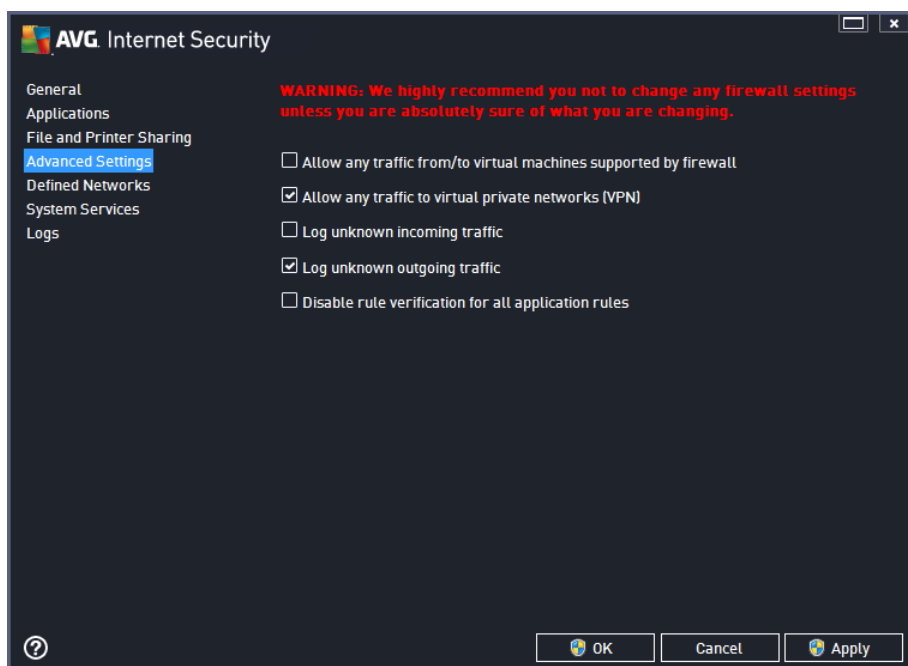 AVG. Internet Security
General
Applications
File and Printer Sharing
Advanced Settings
Defined Networks
System Services
Logs
WARNING: We highly recommend you not to change any firewall settings
unless you are absolutely sure of what you are changing.
Allow any traffic from/to virtual machines supported by firewall
Allow any traffic to virtual private networks (VPN)
Log unknown incoming traffic
Log unknown outgoing traffic
Disable rule verification for all application rules
OK
Cancel
Apply